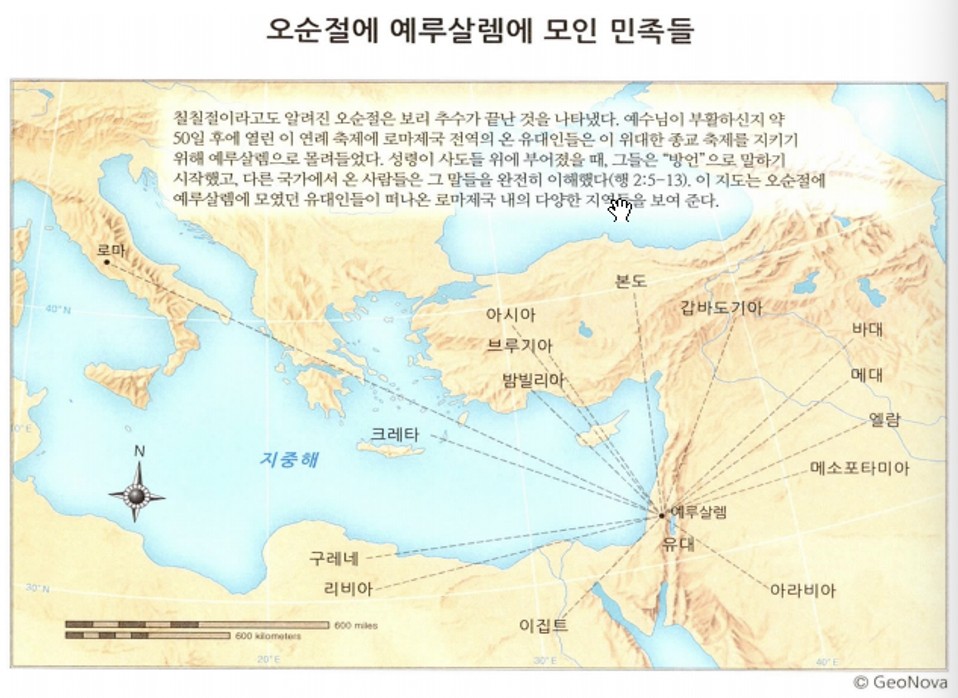 오순절에 예루살렘에 모인 민족들
칠칠절이라고도 알려진 오순절은 보리 추수가 끝난 것을 나타냈다. 예수님이 부활하신지 약
50일 후에 열린 이 연례 축제에 로마제국 전역의 온 유대인들은 이 위대한 종교 축제를 지키기
위해 예루살렘으로 몰려들었다. 성령이 사도들 위에 부어졌을 때, 그들은 “방언”으로 말하기
시작했고, 다른 국가에서 온 사람들은 그 말들을 완전히 이해했다(행 2:5-13). 이 지도는 오순절에
예루살렘에 모였던 유대인들이 떠나온 로마제국 내의 다양한 지역들을 보여 준다.
로마
본도
갑바도기아
아시아
40°N
바대
브루기아
메대
밤빌리아
엘람
크레타
지중해
N
메소포타미아
예루살렘
유대
구레네
리비아
30°N
아라비아
이집트
600 miles
600 kilometers
20°E
30°E
40°E
© GeoNova